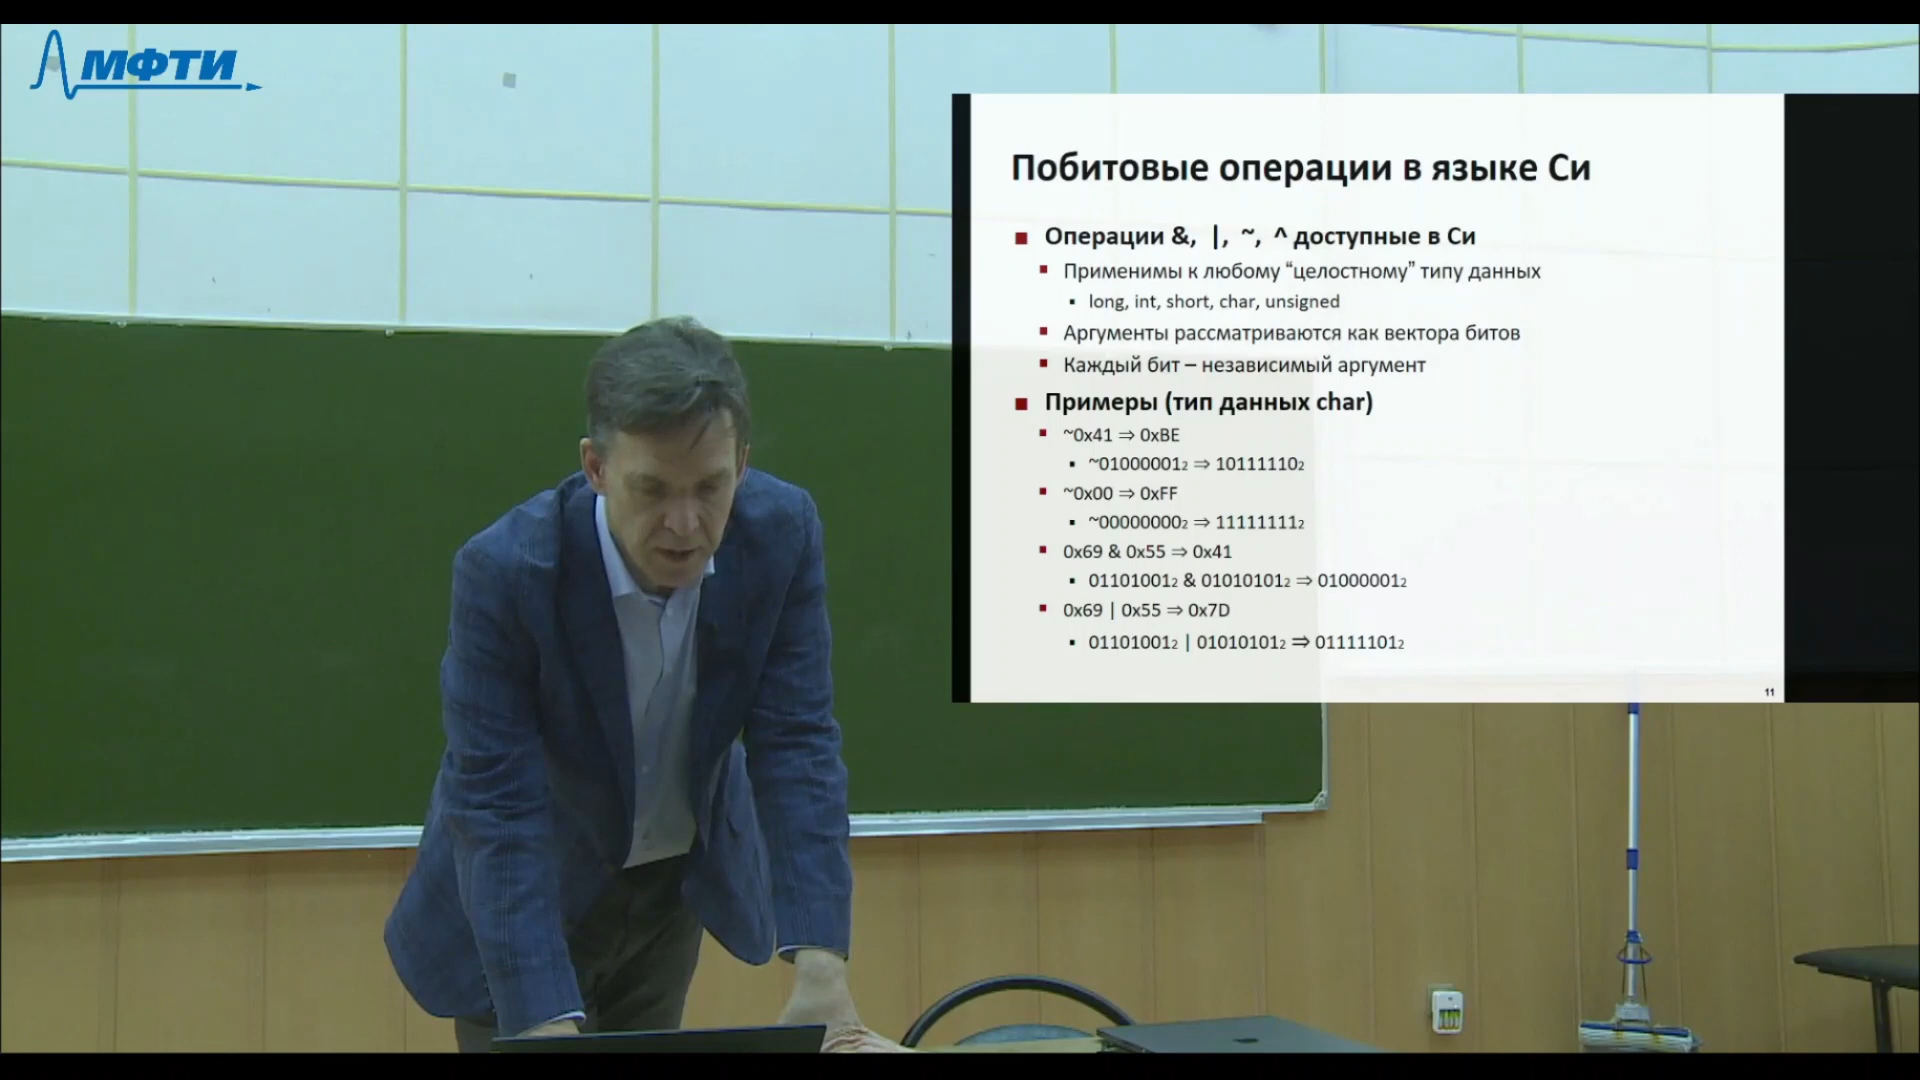 МФТИ
Побитовые операции в языке Си
Операции &, |, ~, ^ доступные в Си
Применимы к любому “целостному” типу данных
long, int, short, char, unsigned
Аргументы рассматриваются как вектора битов
Каждый бит – независимый аргумент
Примеры (тип данных char)
~0x41 ⇒ 0xBE
~01000001₂ ⇒ 10111110₂
~0x00 ⇒ 0xFF
~00000000₂ ⇒ 11111111₂
0x69 & 0x55 ⇒ 0x41
01101001₂ & 01010101₂ ⇒ 01000001₂
0x69 | 0x55 ⇒ 0x7D
01101001₂ | 01010101₂ ⇒ 01111101₂
11